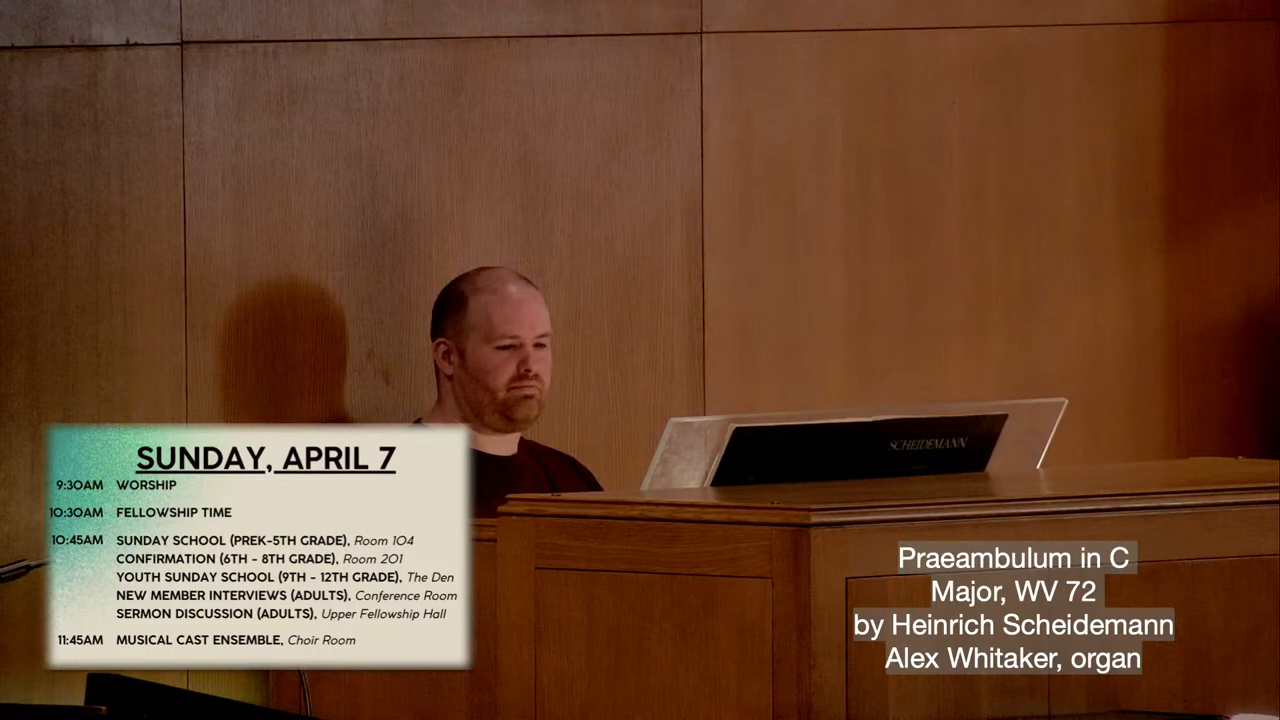 SCHEIDEMANN
SUNDAY, APRIL 7
9:30AM WORSHIP
10:30AM FELLOWSHIP TIME
10:45AM SUNDAY SCHOOL (PREK-5TH GRADE), Room 104
CONFIRMATION (6TH - 8TH GRADE), Room 201
YOUTH SUNDAY SCHOOL (9TH - 12TH GRADE), The Den
NEW MEMBER INTERVIEWS (ADULTS), Conference Room
SERMON DISCUSSION (ADULTS), Upper Fellowship Hall
11:45AM MUSICAL CAST ENSEMBLE, Choir Room
Praeambulum in C
Major, WV 72
by Heinrich Scheidemann
Alex Whitaker, organ